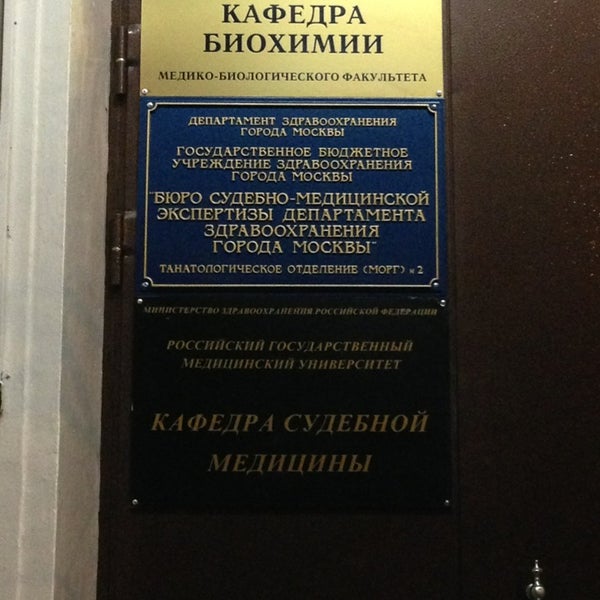 КАФЕДРА
БИОХИМИИ
МЕДИКО-БИОЛОГИЧЕСКОГО ФАКУЛЬТЕТА
ДЕПАРТАМЕНТ ЗДРАВООХРАНЕНИЯ
ГОРОДА МОСКВЫ
ГОСУДАРСТВЕННОЕ БЮДЖЕТНОЕ
УЧРЕЖДЕНИЕ ЗДРАВООХРАНЕНИЯ
ГОРОДА МОСКВЫ
"БЮРО СУДЕБНО-МЕДИЦИНСКОЙ
ЭКСПЕРТИЗЫ ДЕПАРТАМЕНТА
ЗДРАВООХРАНЕНИЯ
ГОРОДА МОСКВЫ"
ТАНАТОЛОГИЧЕСКОЕ ОТДЕЛЕНИЕ (МОРГ) N 2
МИНИСТЕРСТВО ЗДРАВООХРАНЕНИЯ РОССИЙСКОЙ ФЕДЕРАЦИИ
РОССИЙСКИЙ ГОСУДАРСТВЕННЫЙ
МЕДИЦИНСКИЙ УНИВЕРСИТЕТ
КАФЕДРА СУДЕБНОЙ
МЕДИЦИНЫ